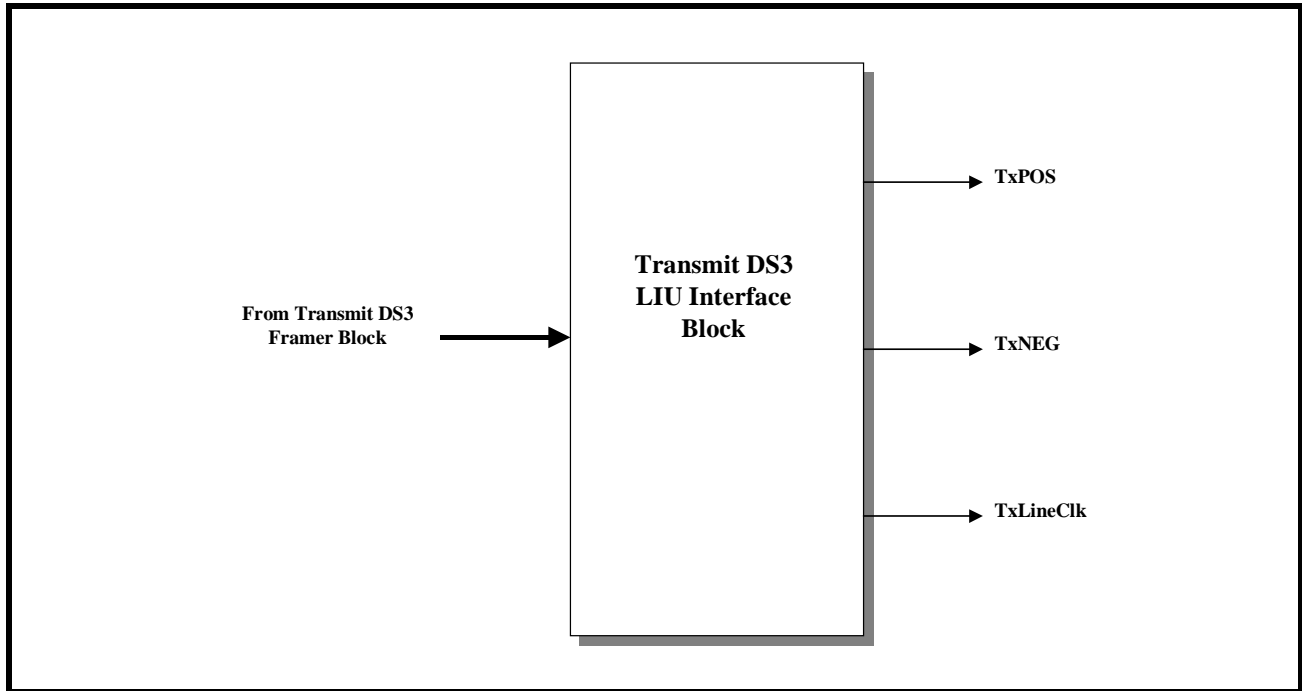 Transmit DS3
LIU Interface
Block
From Transmit DS3
Framer Block
TxPOS
TxNEG
TxLineClk